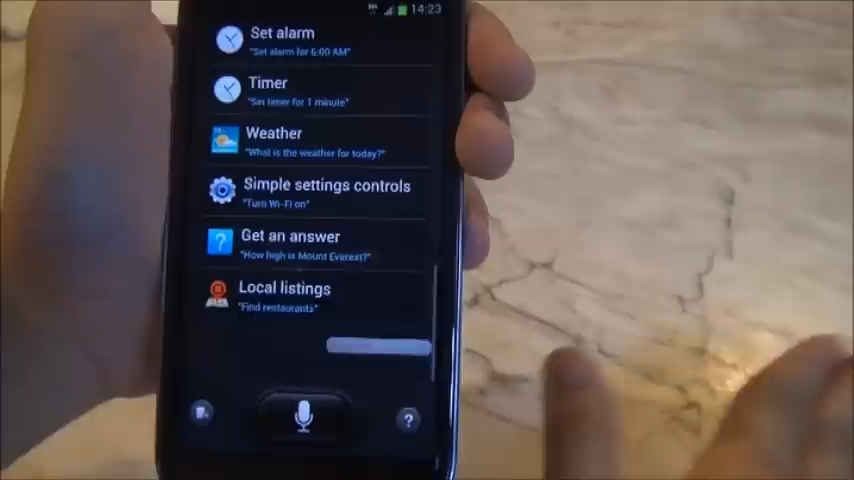 14:23
Set alarm
"Set alarm for 6:00 AM"
Timer
"Set timer for 1 minute"
Weather
"What is the weather for today?"
Simple settings controls
"Turn Wi-Fi on"
?
Get an answer
"How high is Mount Everest?"
Local listings
"Find restaurants"
?